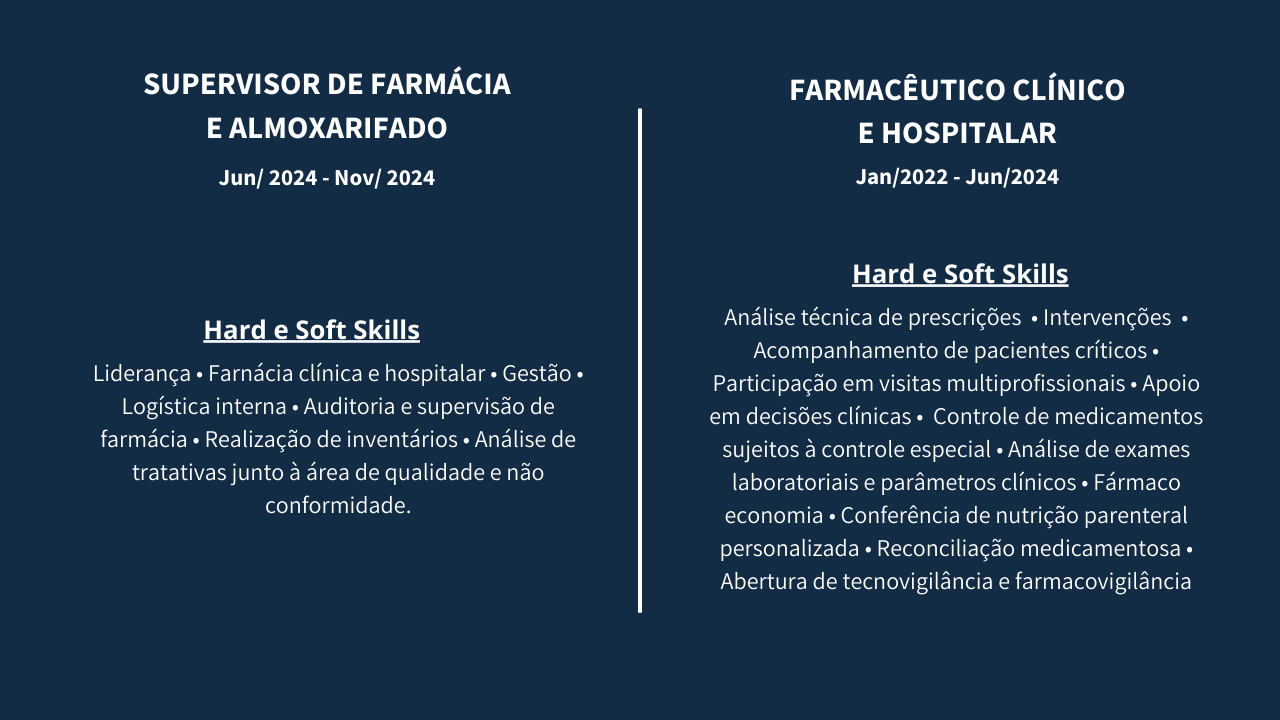 SUPERVISOR DE FARMÁCIA
E ALMOXARIFADO
Jun/ 2024 - Nov/ 2024
Hard e Soft Skills
Liderança • Farnácia clínica e hospitalar • Gestão •
Logística interna • Auditoria e supervisão de
farmácia • Realização de inventários • Análise de
tratativas junto à área de qualidade e não
conformidade.
FARMACÊUTICO CLÍNICO
E HOSPITALAR
Jan/2022 - Jun/2024
Hard e Soft Skills
Análise técnica de prescrições • Intervenções •
Acompanhamento de pacientes críticos •
Participação em visitas multiprofissionais • Apoio
em decisões clínicas • Controle de medicamentos
sujeitos à controle especial • Análise de exames
laboratoriais e parâmetros clínicos • Fármaco
economia • Conferência de nutrição parenteral
personalizada • Reconciliação medicamentosa •
Abertura de tecnovigilância e farmacovigilância